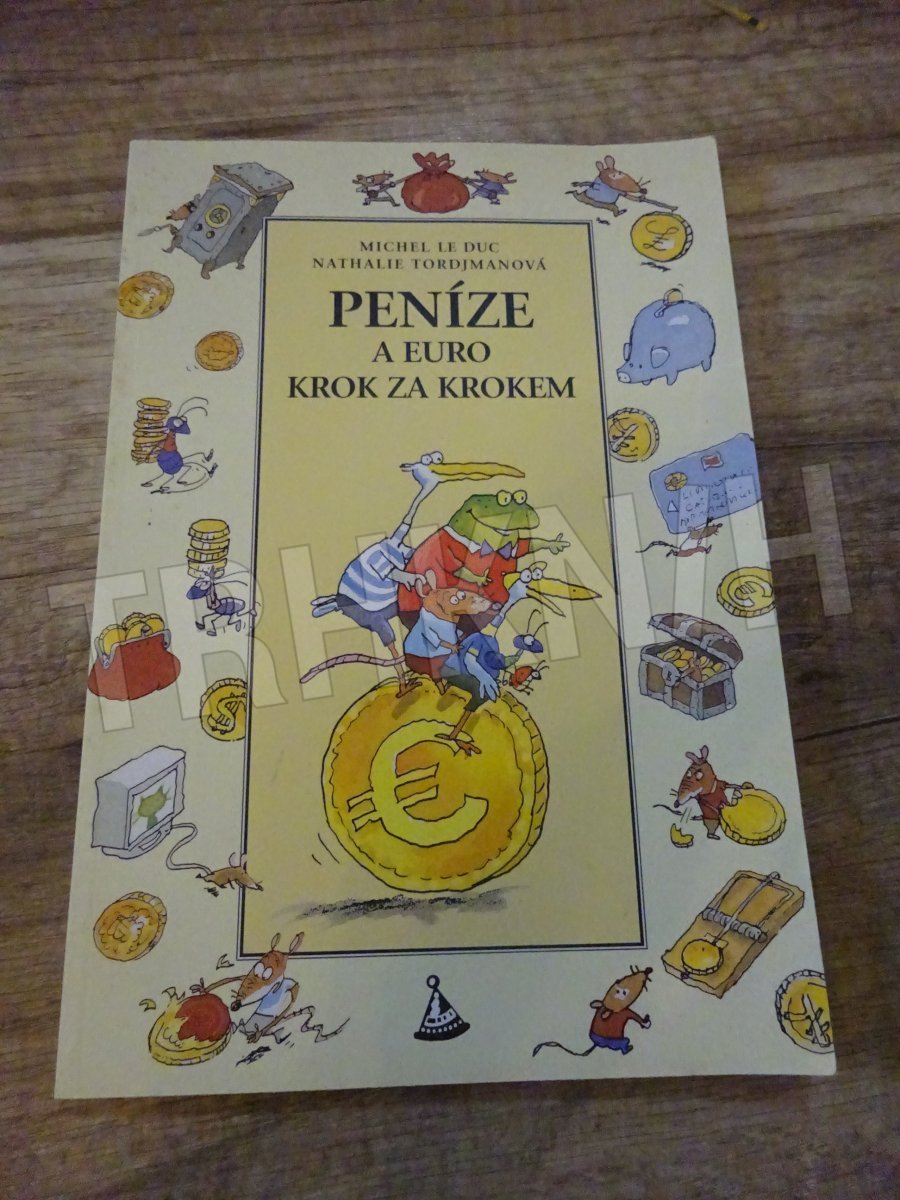 MICHEL LE DUC
NATHALIE TORDJMANOVÁ
PENÍZE
A EURO
KROK ZA KROKEM
€